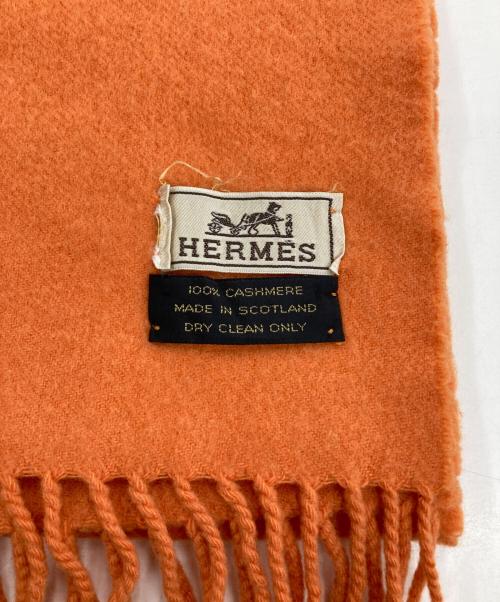 HERMÈS
100% CASHMERE
MADE IN SCOTLAND
DRY CLEAN ONLY